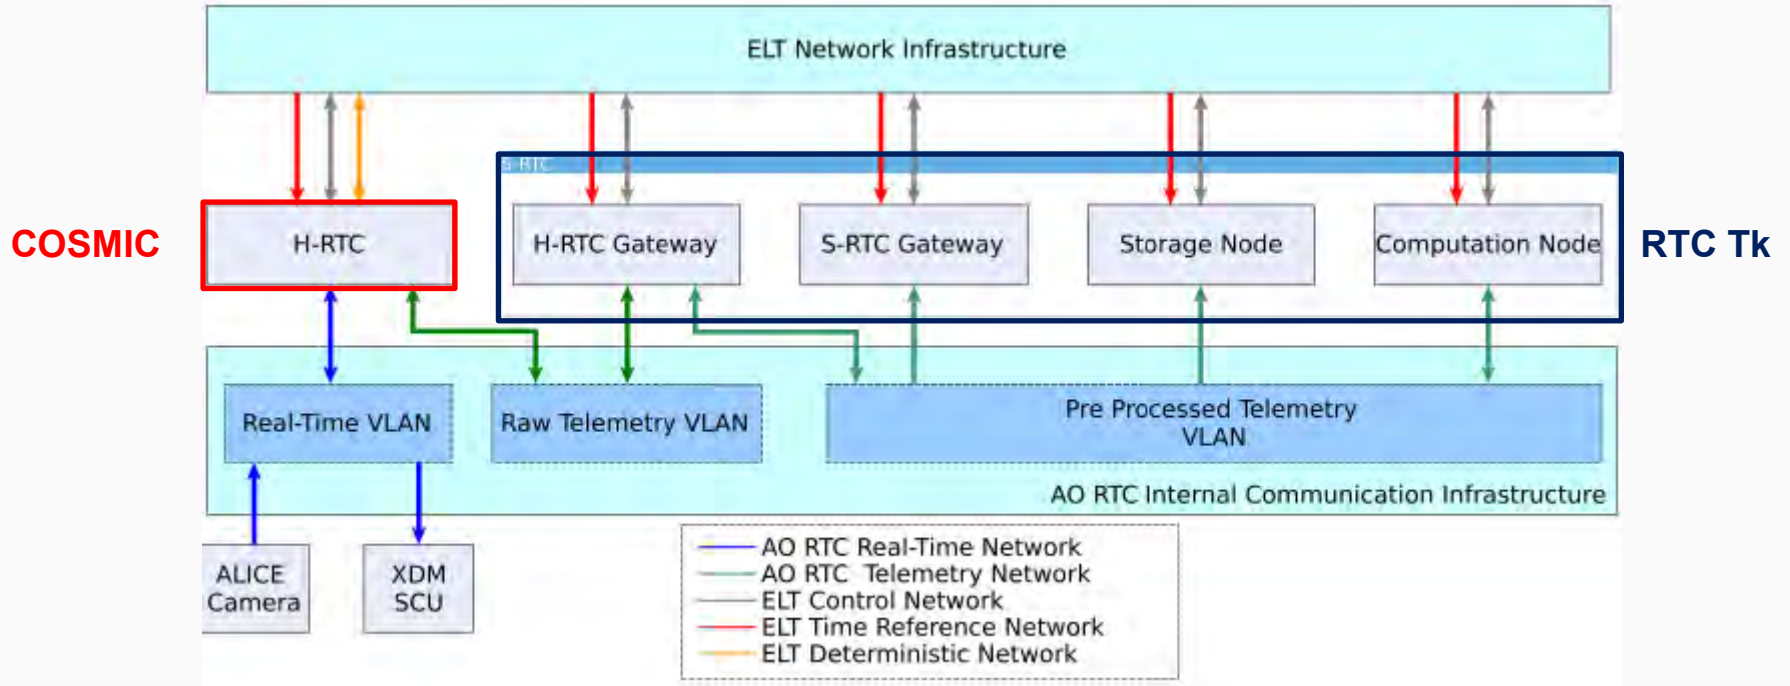 ELT Network Infrastructure
S-RTC
COSMIC
H-RTC
H-RTC Gateway
S-RTC Gateway
Storage Node
Computation Node
RTC Tk
Real-Time VLAN
Raw Telemetry VLAN
Pre Processed Telemetry
VLAN
AO RTC Internal Communication Infrastructure
ALICE
Camera
XDM
SCU
AO RTC Real-Time Network
AO RTC Telemetry Network
ELT Control Network
ELT Time Reference Network
ELT Deterministic Network